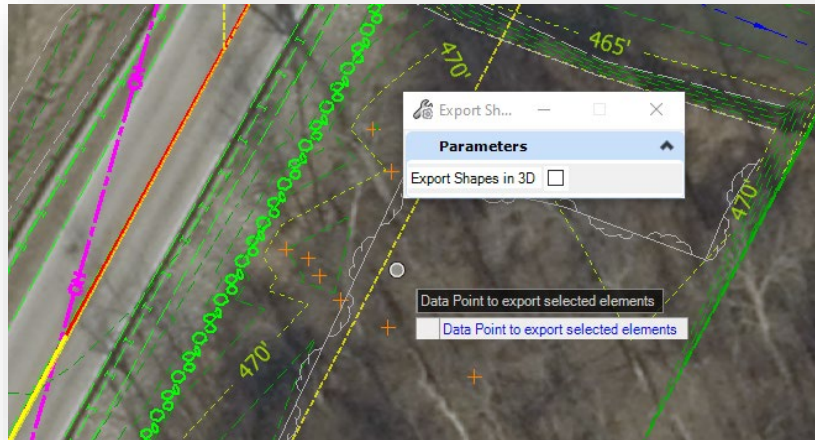 465'
470'
Export Sh...
Parameters
Export Shapes in 3D
470'
Data Point to export selected elements
Data Point to export selected elements
470'